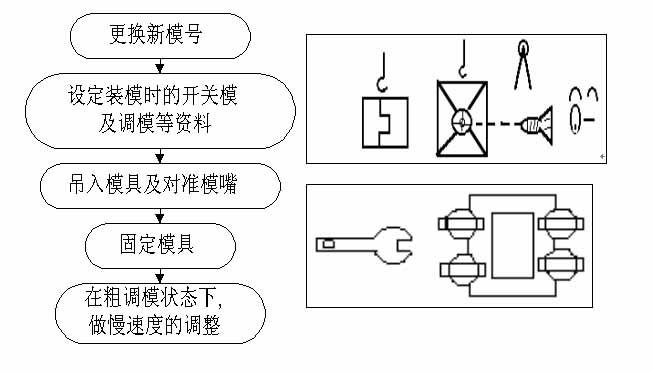 更换新模号
设定装模时的开关模
及调模等资料
吊入模具及对准模嘴
固定模具
在粗调模状态下,
做慢速度的调整